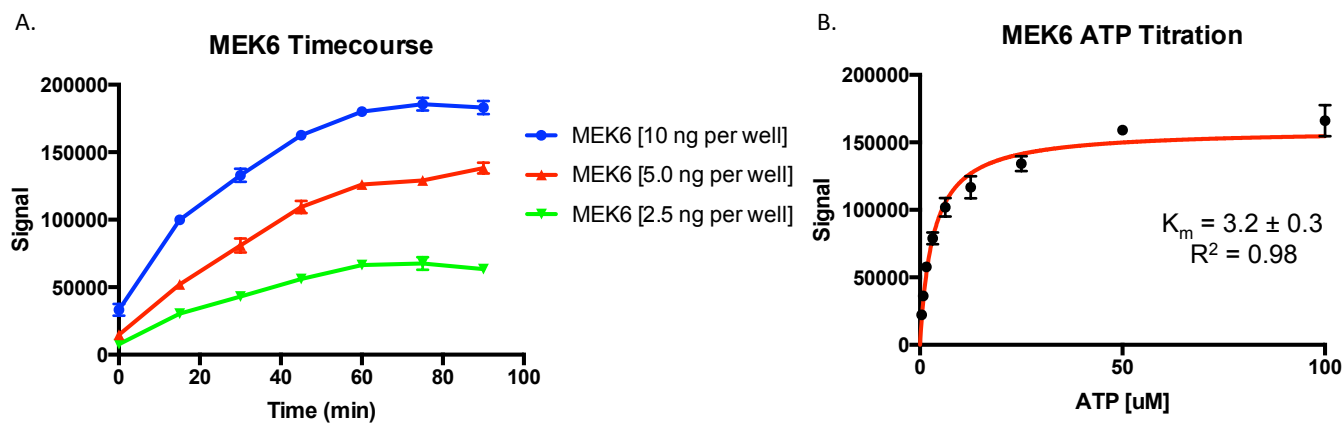 A.
MEK6 Timecourse
200000
150000
100000
50000
0
Signal
0 20 40 60 80 100
Time (min)
MEK6 [10 ng per well]
MEK6 [5.0 ng per well]
MEK6 [2.5 ng per well]
B.
MEK6 ATP Titration
200000
150000
100000
50000
0
Signal
0 50 100
ATP [uM]
Km = 3.2 ± 0.3
R² = 0.98